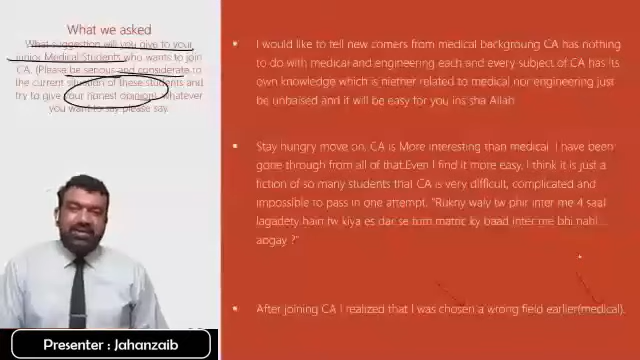 What we asked
What suggestion will you give to your
junior Medical Students who wants to join
CA. (Please be serious and considerate to
the current situation of these students and
try to give your honest opinion) whatever
you want to say please say.
I would like to tell new comers from medical backgroung CA has nothing
to do with medical and engineering each and every subject of CA has its
own knowledge which is niether related to medical nor engineering just
be unbaised and it will be easy for you ins sha Allah
Stay hungry move on, CA is More interesting than medical. I have been
gone through from all of that.Even I find it more easy, I think it is just a
fiction of so many students that CA is very difficult, complicated and
impossible to pass in one attempt. "Rukny waly tw phir inter me 4 saal
lagadety hain tw kiya es dar se tum matric ky baad inter me bhi nahi...
aogay ?"
After joining CA I realized that I was chosen a wrong field earlier(medical).
Presenter : Jahanzaib